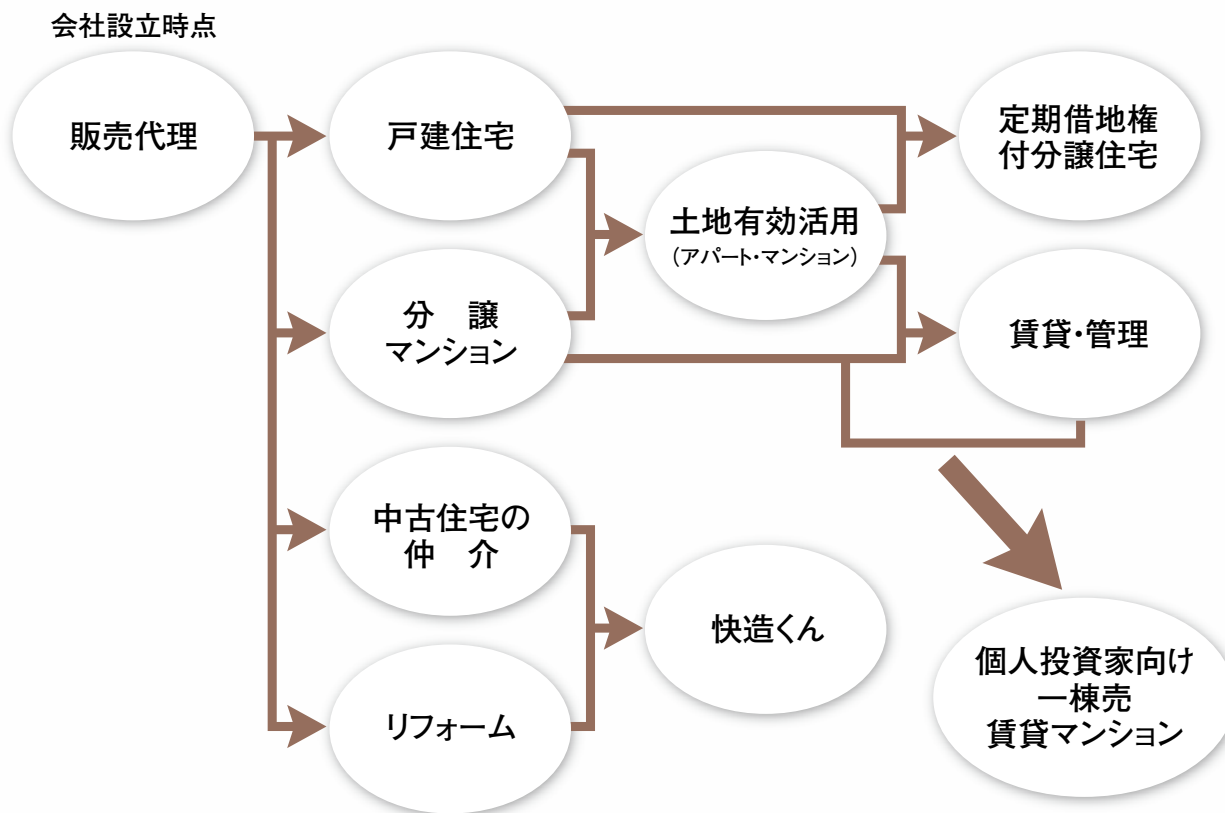 会社設立時点
販売代理
戸建住宅
定期借地権
付分譲住宅
土地有効活用
(アパート・マンション)
分　譲
マンション
賃貸・管理
中古住宅の
仲　介
快造くん
リフォーム
個人投資家向け
一棟売
賃貸マンション